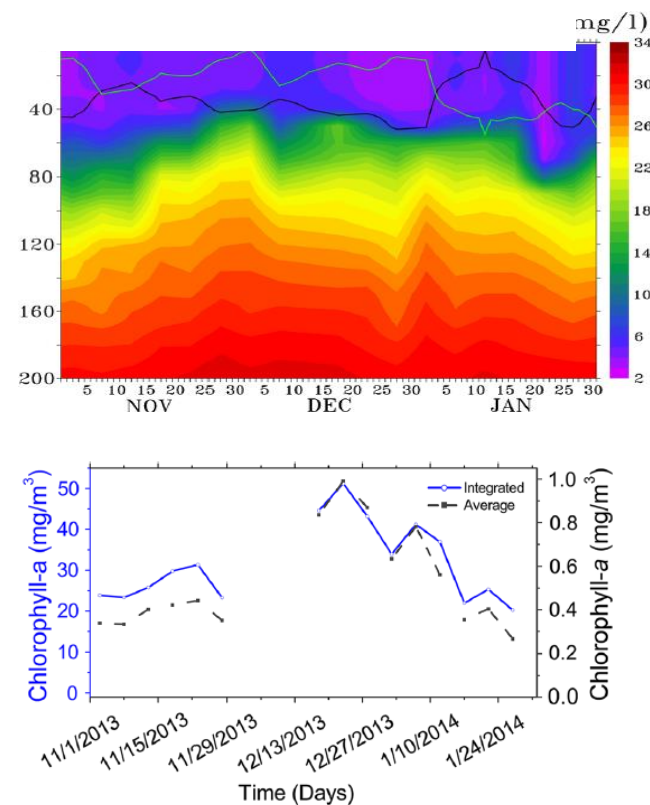 mg/l)
34
30
26
22
18
14
10
6
2
40
80
120
160
200
5 10 15 20 25 30 5 10 15 20 25 30 5 10 15 20 25 30
NOV DEC JAN
Chlorophyll-a (mg/m³)
50
40
30
20
10
0
Integrated
Average
1.0
0.8
0.6
0.4
0.2
0.0
Chlorophyll-a (mg/m³)
11/1/2013 11/15/2013 11/29/2013 12/13/2013 12/27/2013 1/10/2014 1/24/2014
Time (Days)